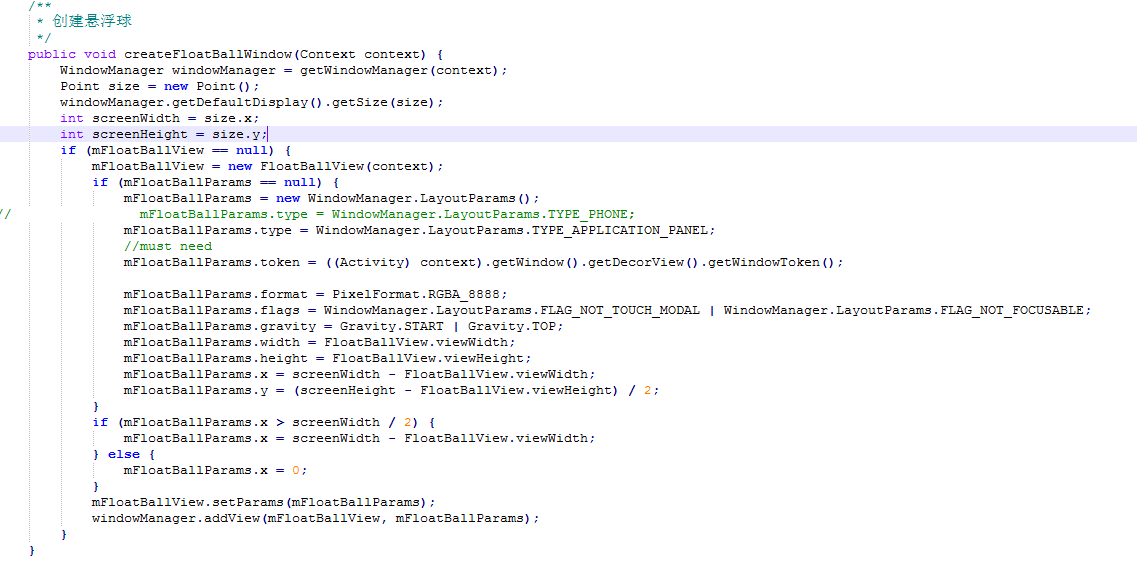 /**
 * 创建悬浮球
 */
public void createFloatBallWindow(Context context) {
    WindowManager windowManager = getWindowManager(context);
    Point size = new Point();
    windowManager.getDefaultDisplay().getSize(size);
    int screenWidth = size.x;
    int screenHeight = size.y;
    if (mFloatBallView == null) {
        mFloatBallView = new FloatBallView(context);
        if (mFloatBallParams == null) {
            mFloatBallParams = new WindowManager.LayoutParams();
//                mFloatBallParams.type = WindowManager.LayoutParams.TYPE_PHONE;
            mFloatBallParams.type = WindowManager.LayoutParams.TYPE_APPLICATION_PANEL;
            //must need
            mFloatBallParams.token = ((Activity) context).getWindow().getDecorView().getWindowToken();

            mFloatBallParams.format = PixelFormat.RGBA_8888;
            mFloatBallParams.flags = WindowManager.LayoutParams.FLAG_NOT_TOUCH_MODAL | WindowManager.LayoutParams.FLAG_NOT_FOCUSABLE;
            mFloatBallParams.gravity = Gravity.START | Gravity.TOP;
            mFloatBallParams.width = FloatBallView.viewWidth;
            mFloatBallParams.height = FloatBallView.viewHeight;
            mFloatBallParams.x = screenWidth - FloatBallView.viewWidth;
            mFloatBallParams.y = (screenHeight - FloatBallView.viewHeight) / 2;
        }
        if (mFloatBallParams.x > screenWidth / 2) {
            mFloatBallParams.x = screenWidth - FloatBallView.viewWidth;
        } else {
            mFloatBallParams.x = 0;
        }
        mFloatBallView.setParams(mFloatBallParams);
        windowManager.addView(mFloatBallView, mFloatBallParams);
    }
}